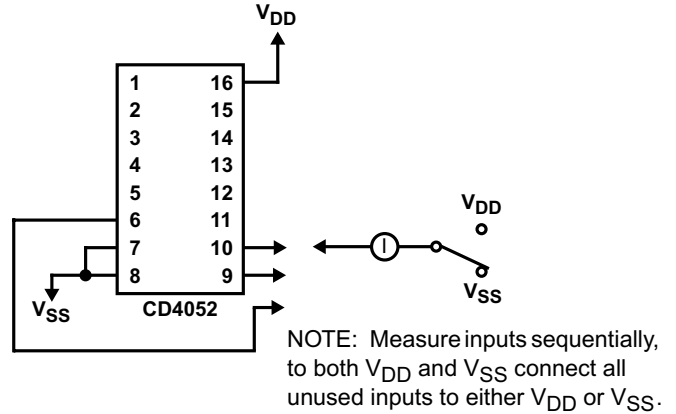 VDD
1 16
2 15
3 14
4 13
5 12
6 11
7 10
8 9
VSS
CD4052
I
VDD
VSS
NOTE: Measure inputs sequentially,
to both VDD and VSS connect all
unused inputs to either VDD or VSS.